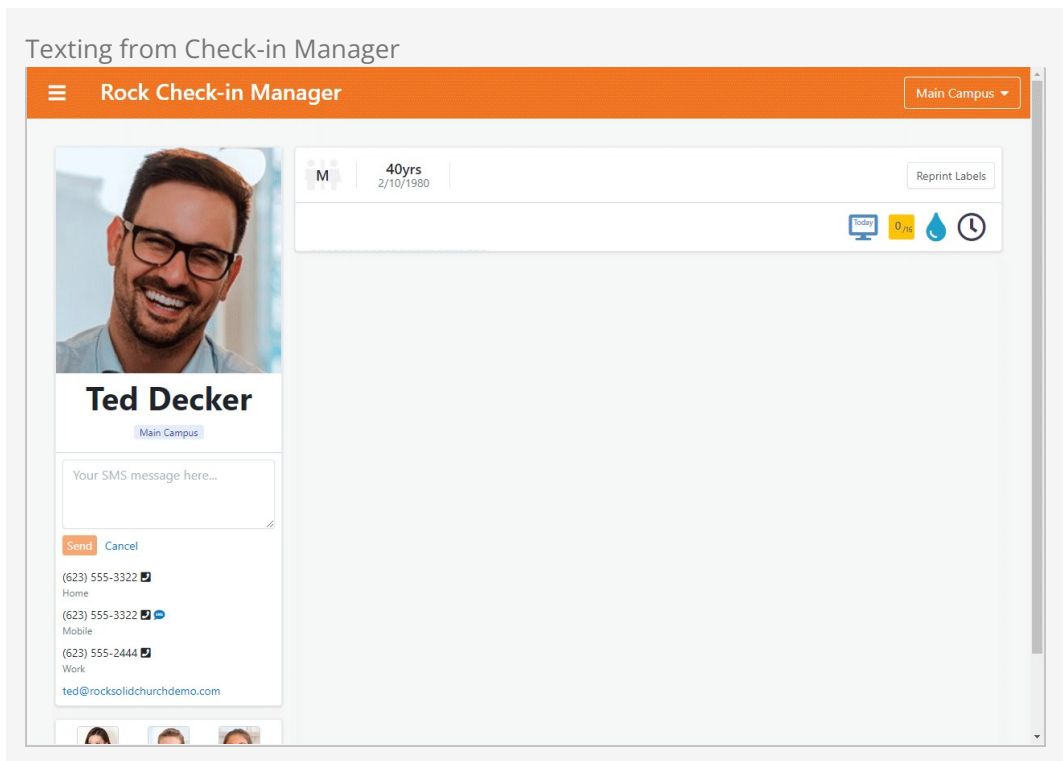 Texting from Check-in Manager
Rock Check-in Manager
Main Campus
M
40yrs
2/10/1980
Reprint Labels
Today
0/16
Ted Decker
Main Campus
Your SMS message here...
Send Cancel
(623) 555-3322
Home
(623) 555-3322
Mobile
(623) 555-2444
Work
ted@rocksolidchurchdemo.com